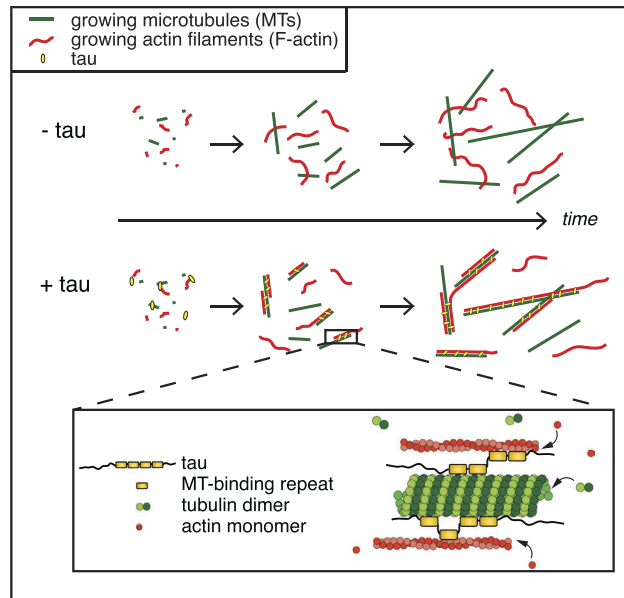 growing microtubules (MTs)
growing actin filaments (F-actin)
tau
- tau
time
+ tau
tau
MT-binding repeat
tubulin dimer
actin monomer